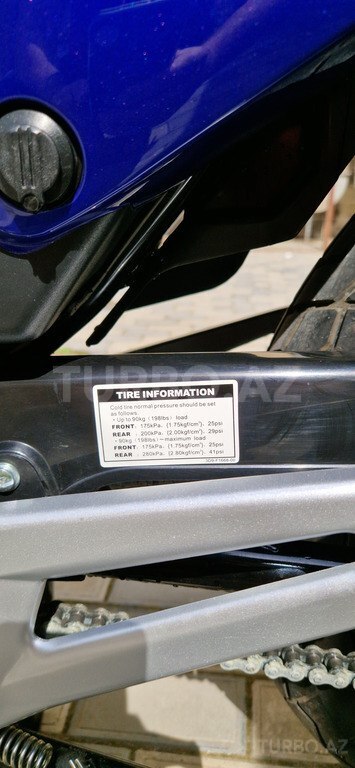 TURBO.AZ
TIRE INFORMATION
Cold tire normal pressure should be set
as follows
• Up to 90kg (198lbs) load
FRONT : 175kPa, {1.75kgf/cm²}, 25psi
REAR : 200kPa, {2.00kgf/cm²}, 29psi
• 90kg (198lbs)~maximum load
FRONT : 175kPa, {1.75kgf/cm²}, 25psi
REAR : 280kPa, {2.80kgf/cm²}, 41psi
TURBO.AZ